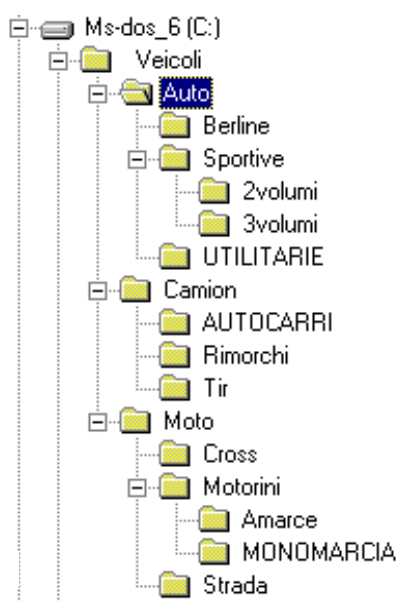 Ms-dos_6 (C:)
Veicoli
Auto
Berline
Sportive
2volumi
3volumi
UTILITARIE
Camion
AUTOCARRI
Rimorchi
Tir
Moto
Cross
Motorini
Amarce
MONOMARCIA
Strada